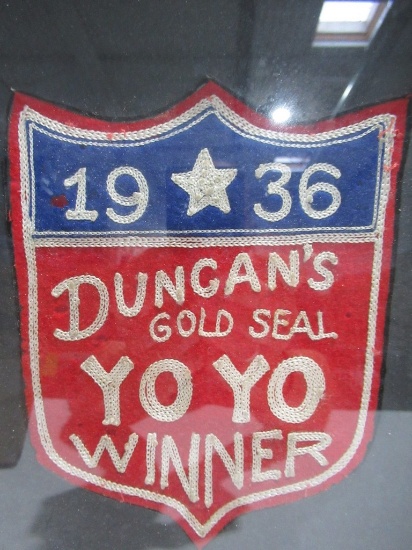 19 36
DUNCAN'S
GOLD SEAL
YO YO
WINNER